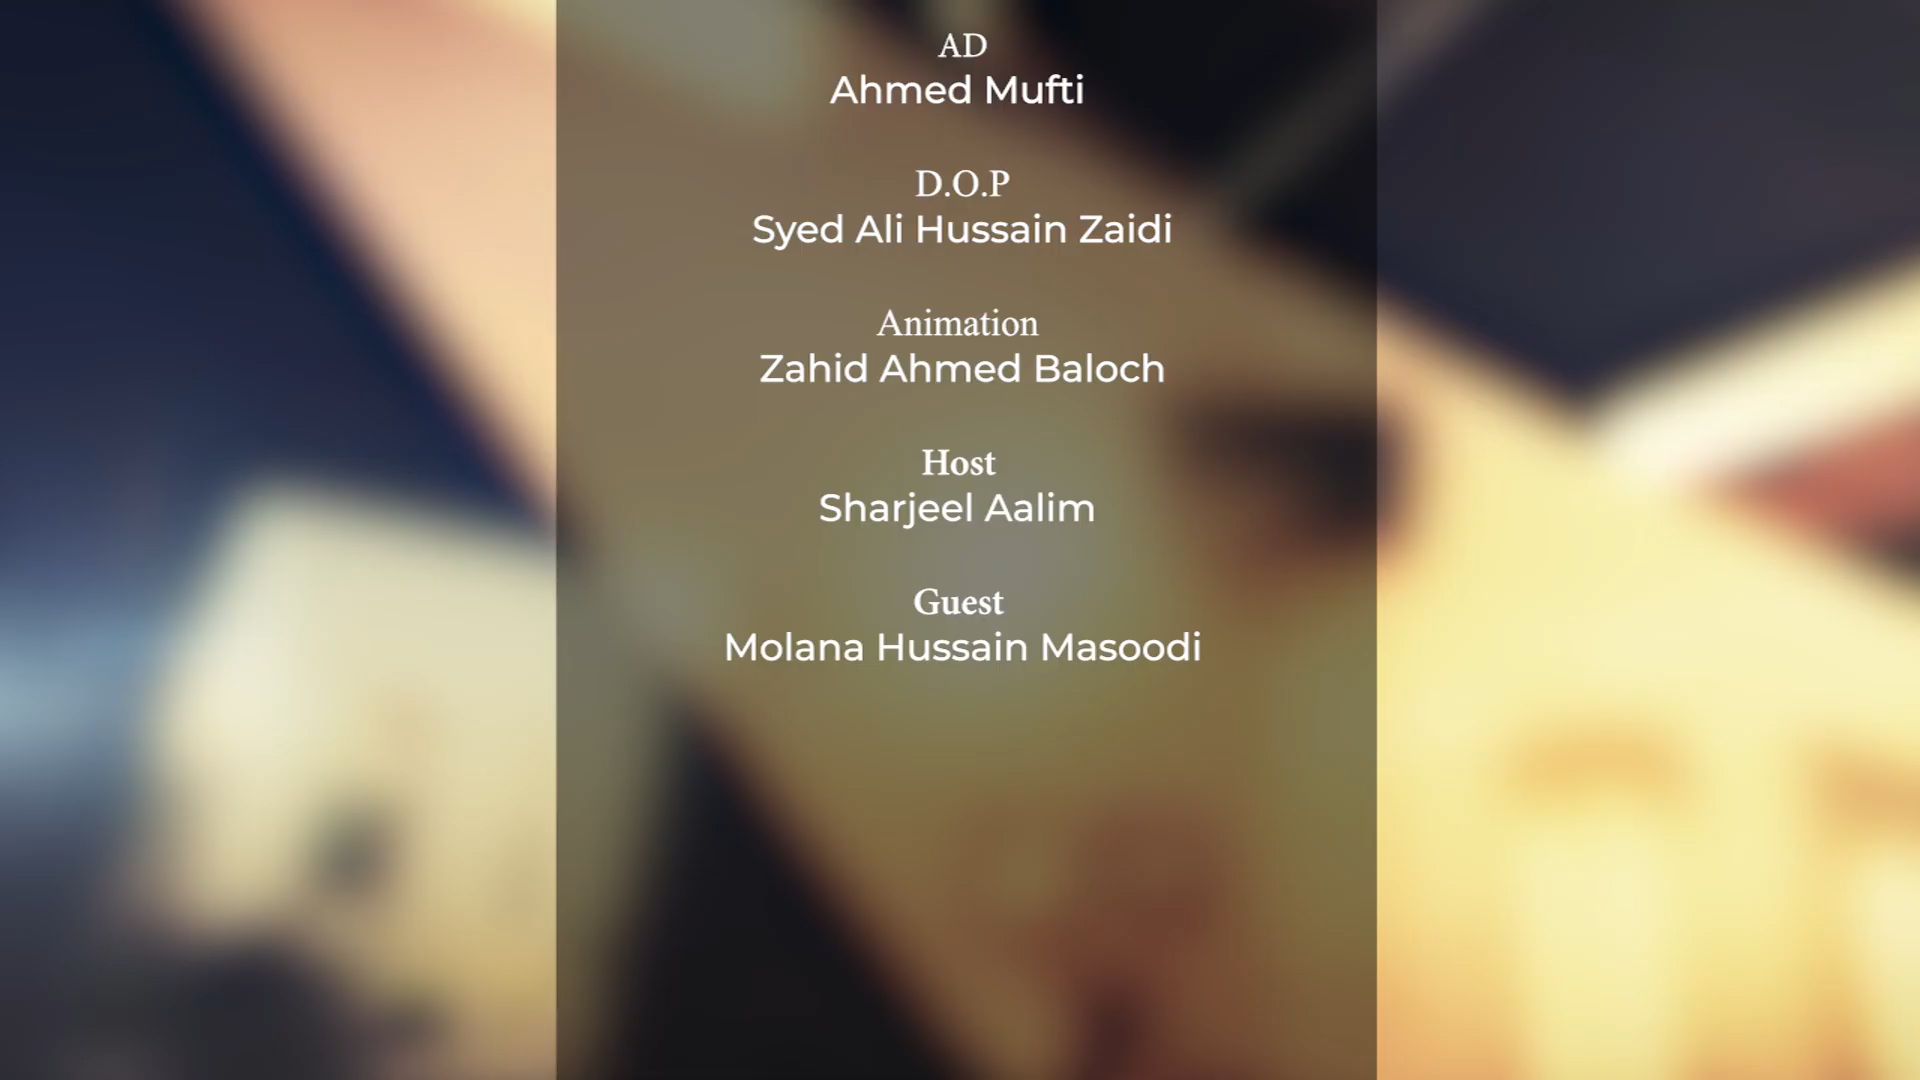 AD
Ahmed Mufti
D.O.P
Syed Ali Hussain Zaidi
Animation
Zahid Ahmed Baloch
Host
Sharjeel Aalim
Guest
Molana Hussain Masoodi